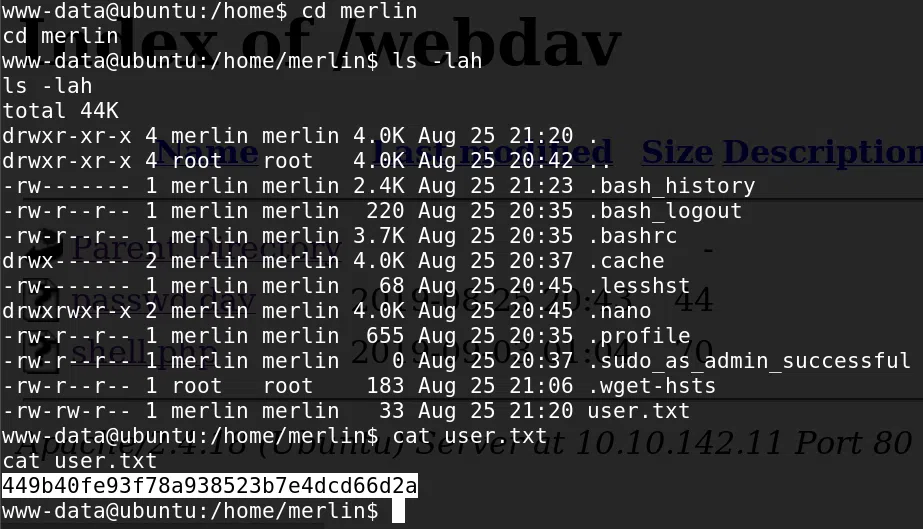 www-data@ubuntu:/home$ cd merlin
cd merlin
www-data@ubuntu:/home/merlin$ ls -lah
ls -lah
total 44K
drwxr-xr-x 4 merlin merlin 4.0K Aug 25 21:20 .
drwxr-xr-x 4 root   root   4.0K Aug 25 20:42 ..
-rw------- 1 merlin merlin 2.4K Aug 25 21:23 .bash_history
-rw-r--r-- 1 merlin merlin  220 Aug 25 20:35 .bash_logout
-rw-r--r-- 1 merlin merlin 3.7K Aug 25 20:35 .bashrc
drwx------ 2 merlin merlin 4.0K Aug 25 20:37 .cache
-rw------- 1 merlin merlin   68 Aug 25 20:45 .lesshst
drwxrwxr-x 2 merlin merlin 4.0K Aug 25 20:45 .nano
-rw-r--r-- 1 merlin merlin  655 Aug 25 20:35 .profile
-rw-r--r-- 1 merlin merlin    0 Aug 25 20:37 .sudo_as_admin_successful
-rw-r--r-- 1 root   root    183 Aug 25 21:06 .wget-hsts
-rw-rw-r-- 1 merlin merlin   33 Aug 25 21:20 user.txt
www-data@ubuntu:/home/merlin$ cat user.txt
cat user.txt
449b40fe93f78a938523b7e4dcd66d2a
www-data@ubuntu:/home/merlin$
Index of /webdav
Name Last modified Size Description
Parent Directory -
passwd.dav 2019-08-25 20:43 44
shell.php 2019-09-03 01:04 70
Apache/2.4.18 (Ubuntu) Server at 10.10.142.11 Port 80